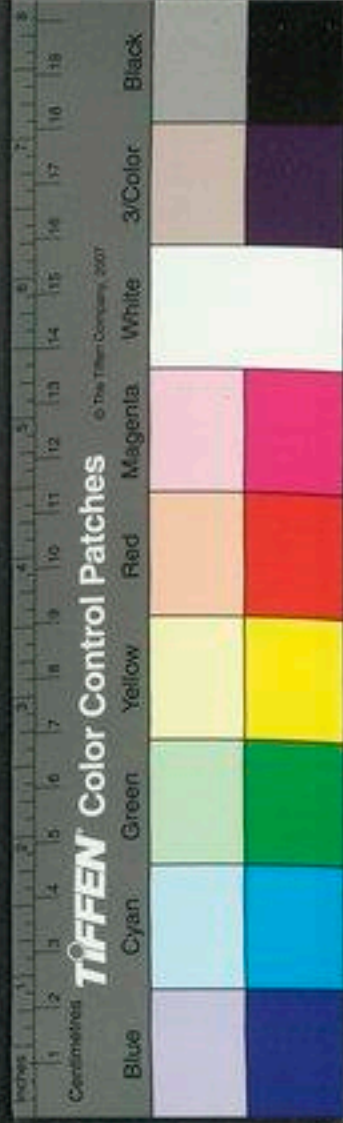 Inches 1 2 3 4 5 6 7 8
Centimetres 1 2 3 4 5 6 7 8 9 10 11 12 13 14 15 16 17 18 19
TIFFEN® Color Control Patches
© The Tiffen Company, 2007
Blue Cyan Green Yellow Red Magenta White 3/Color Black